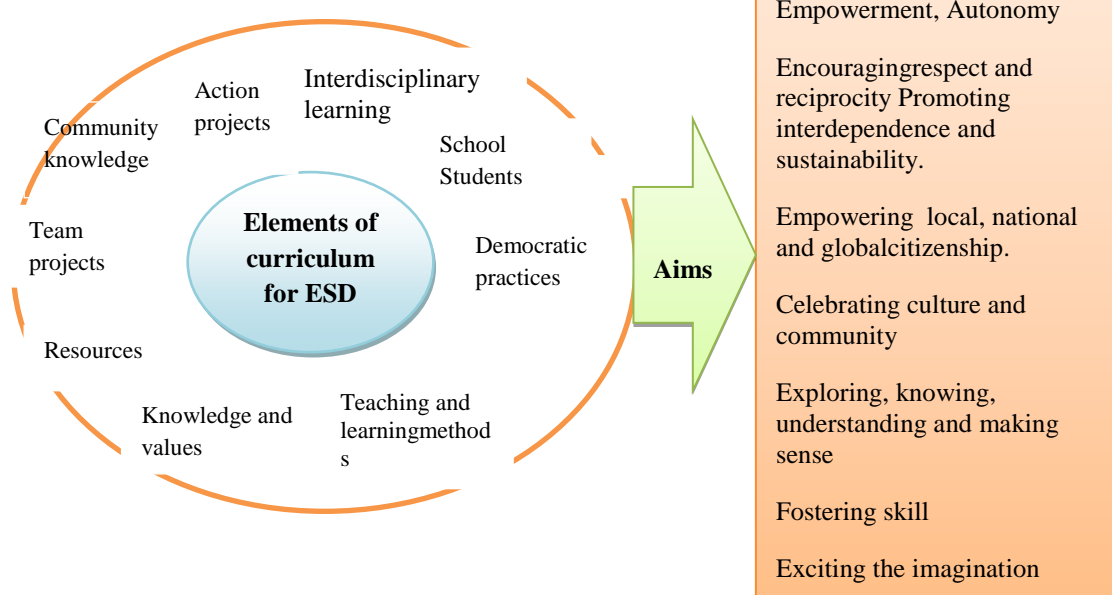 Action
projects
Interdisciplinary
learning
Community
knowledge
School
Students
Team
projects
Elements of
curriculum
for ESD
Democratic
practices
Resources
Knowledge and
values
Teaching and
learningmethod
s
Aims
Empowerment, Autonomy
Encouragingrespect and
reciprocity Promoting
interdependence and
sustainability.
Empowering local, national
and globalcitizenship.
Celebrating culture and
community
Exploring, knowing,
understanding and making
sense
Fostering skill
Exciting the imagination